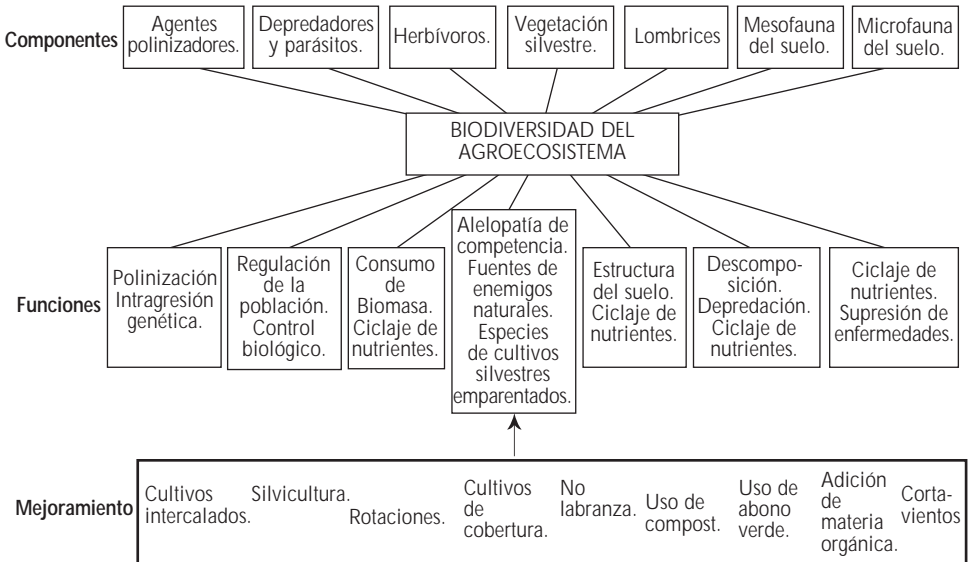 Componentes
Agentes
polinizadores.
Depredadores
y parásitos.
Herbívoros.
Vegetación
silvestre.
Lombrices
Mesofauna
del suelo.
Microfauna
del suelo.
BIODIVERSIDAD DEL
AGROECOSISTEMA
Funciones
Polinización
Intragresión
genética.
Regulación
de la
población.
Control
biológico.
Consumo
de
Biomasa.
Ciclaje de
nutrientes.
Alelopatía de
competencia.
Fuentes de
enemigos
naturales.
Especies
de cultivos
silvestres
emparentados.
Estructura
del suelo.
Ciclaje de
nutrientes.
Descompo-
sición.
Depredación.
Ciclaje de
nutrientes.
Ciclaje de
nutrientes.
Supresión de
enfermedades.
Mejoramiento
Cultivos
intercalados.
Silvicultura.
Rotaciones.
Cultivos
de
cobertura.
No
labranza.
Uso de
compost.
Uso de
abono
verde.
Adición
de
materia
orgánica.
Corta-
vientos